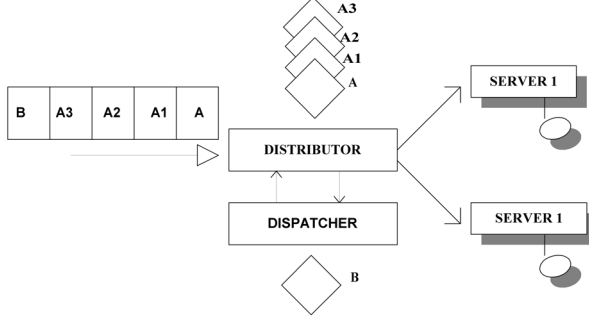 A3
A2
A1
A
SERVER 1
B A3 A2 A1 A
DISTRIBUTOR
DISPATCHER
SERVER 1
B